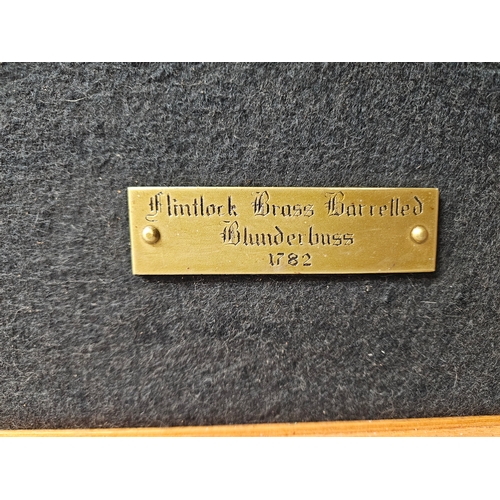 Flintlock Brass Barrelled
Blunderbuss
1782